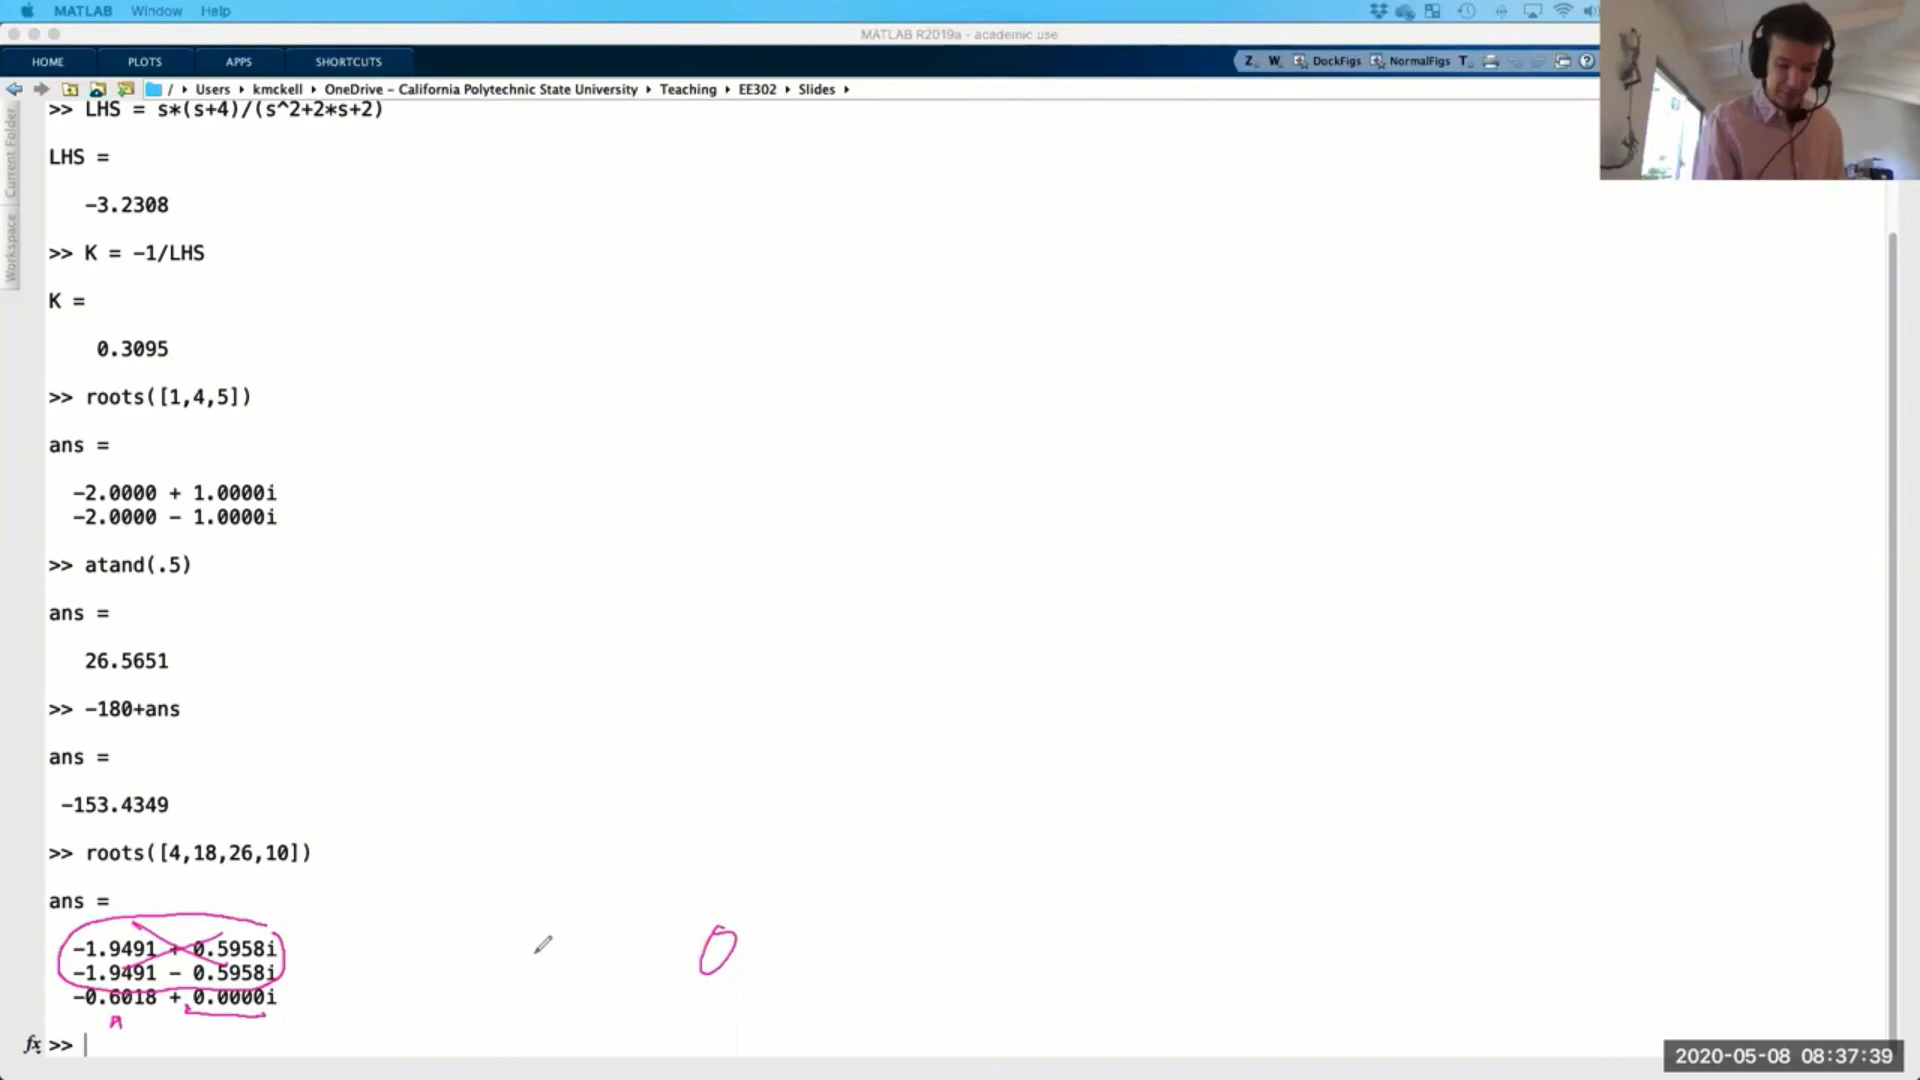 MATLAB Window Help
MATLAB R2019a - academic use
HOME PLOTS APPS SHORTCUTS
Z.. W.. DockFigs NormalFigs T..
/ Users kmckell OneDrive - California Polytechnic State University Teaching EE302 Slides
Current Folder
Workspace
>> LHS = s*(s+4)/(s^2+2*s+2)
LHS =
-3.2308
>> K = -1/LHS
K =
0.3095
>> roots([1,4,5])
ans =
-2.0000 + 1.0000i
-2.0000 - 1.0000i
>> atand(.5)
ans =
26.5651
>> -180+ans
ans =
-153.4349
>> roots([4,18,26,10])
ans =
-1.9491 + 0.5958i
-1.9491 - 0.5958i
-0.6018 + 0.0000i
fx >>
2020-05-08 08:37:39